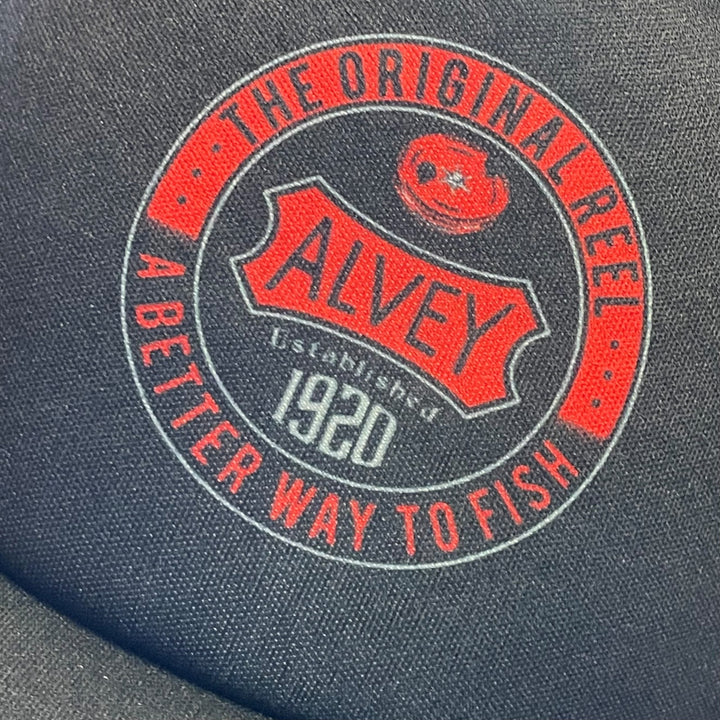 THE ORIGINAL REEL
ALVEY
Established
1920
A BETTER WAY TO FISH